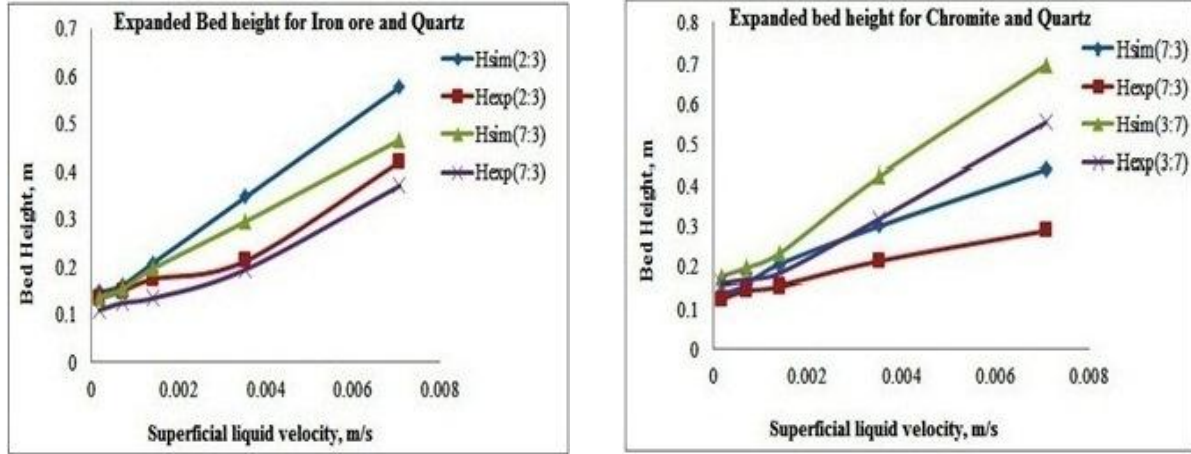 Expanded Bed height for Iron ore and Quartz
0.7
0.6
0.5
0.4
0.3
0.2
0.1
0
Bed Height, m
0
0.002
0.004
0.006
0.008
Superficial liquid velocity, m/s
Hsim(2:3)
Hexp(2:3)
Hsim(7:3)
Hexp(7:3)
Expanded bed height for Chromite and Quartz
0.8
0.7
0.6
0.5
0.4
0.3
0.2
0.1
0
Bed Height, m
0
0.002
0.004
0.006
0.008
Superficial liquid velocity, m/s
Hsim(7:3)
Hexp(7:3)
Hsim(3:7)
Hexp(3:7)